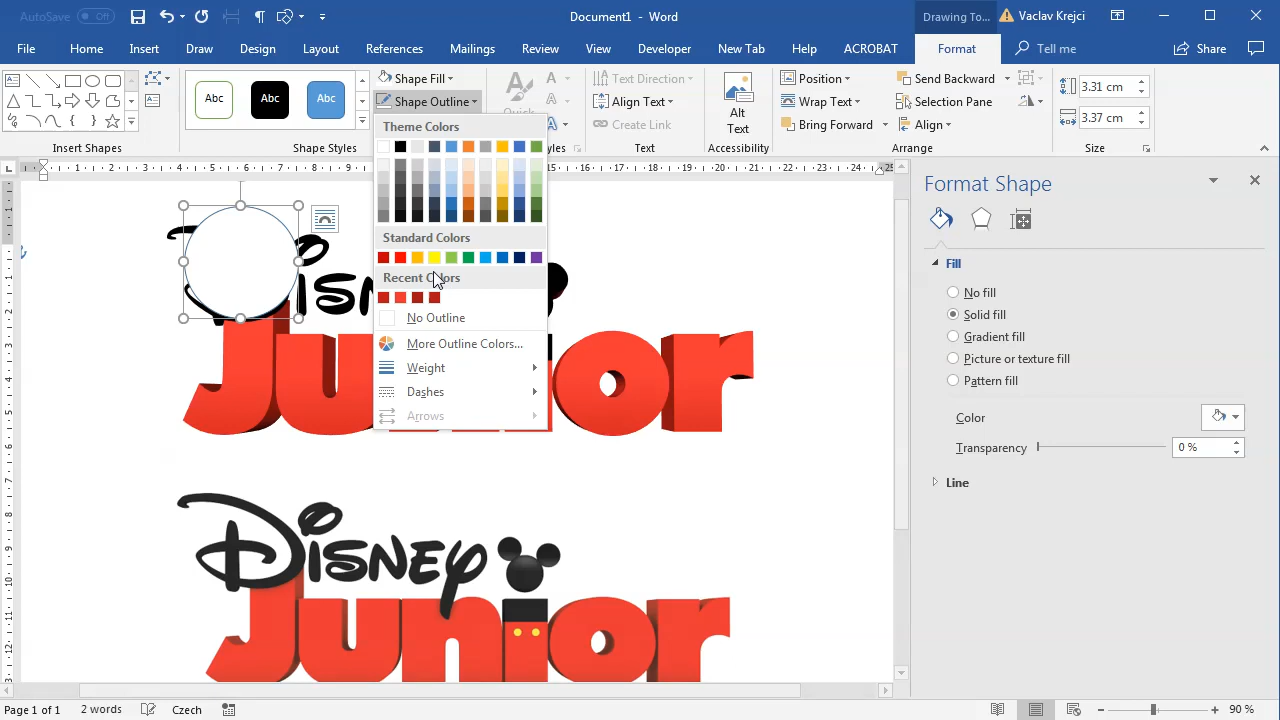 AutoSave Off
Document1 - Word
Drawing To...
Vaclav Krejci
File Home Insert Draw Design Layout References Mailings Review View Developer New Tab Help ACROBAT Format Tell me Share
Shape Fill
Shape Outline
Abc Abc Abc
Quick
Text Direction
Align Text
Create Link
Alt
Text
Position
Wrap Text
Bring Forward
Send Backward
Selection Pane
Align
3.31 cm
3.37 cm
Insert Shapes Shape Styles Text Accessibility Arrange Size
Theme Colors
Standard Colors
Recent Colors
No Outline
More Outline Colors...
Weight
Dashes
Arrows
Format Shape
Fill
No fill
Solid fill
Gradient fill
Picture or texture fill
Pattern fill
Color
Transparency 0 %
Line
Disney
Junior
Page 1 of 1 2 words Czech 90 %